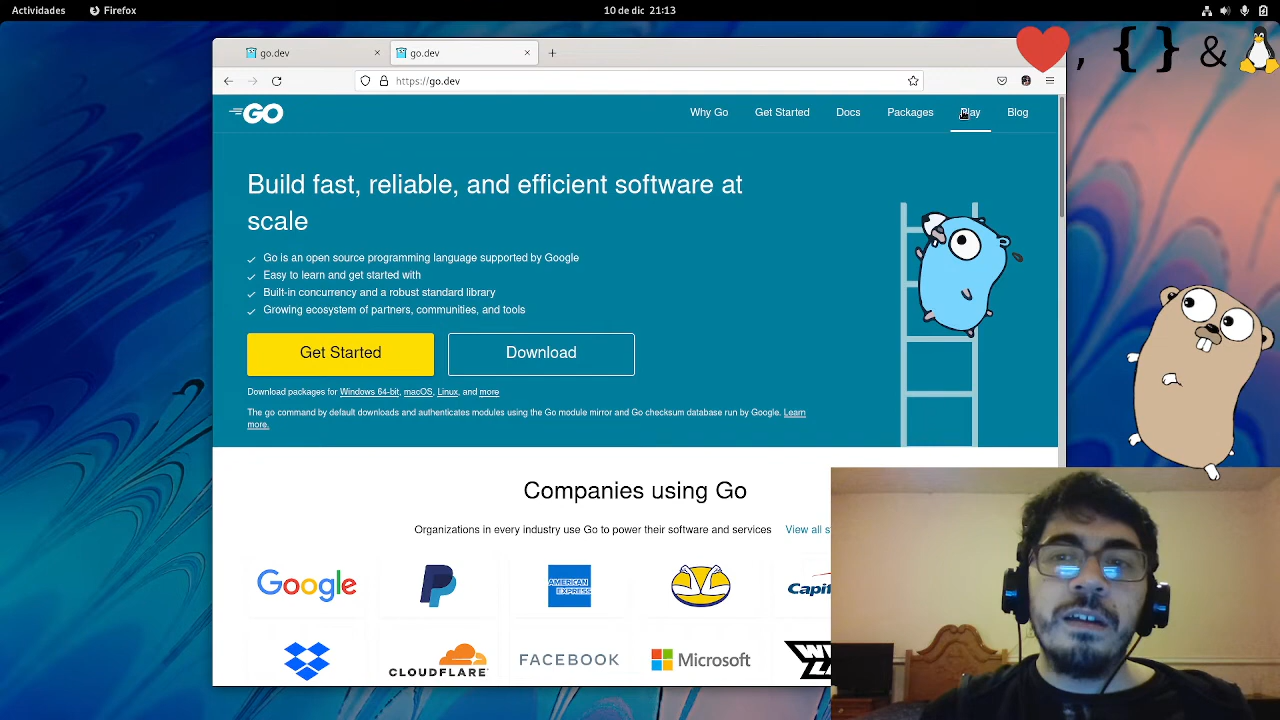 Actividades
Firefox
10 de dic 21:13
, { } &
go.dev
go.dev
https://go.dev
GO
Why Go
Get Started
Docs
Packages
Play
Blog
Build fast, reliable, and efficient software at
scale
Go is an open source programming language supported by Google
Easy to learn and get started with
Built-in concurrency and a robust standard library
Growing ecosystem of partners, communities, and tools
Get Started
Download
Download packages for Windows 64-bit, macOS, Linux, and more
The go command by default downloads and authenticates modules using the Go module mirror and Go checksum database run by Google. Learn
more.
Companies using Go
Organizations in every industry use Go to power their software and services
View all
Google
AMERICAN
EXPRESS
CLOUDFLARE
FACEBOOK
Microsoft